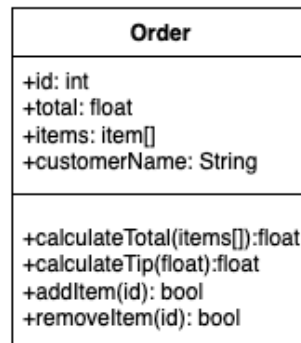 Order
+id: int
+total: float
+items: item[]
+customerName: String
+calculateTotal(items[]):float
+calculateTip(float):float
+addItem(id): bool
+removeItem(id): bool